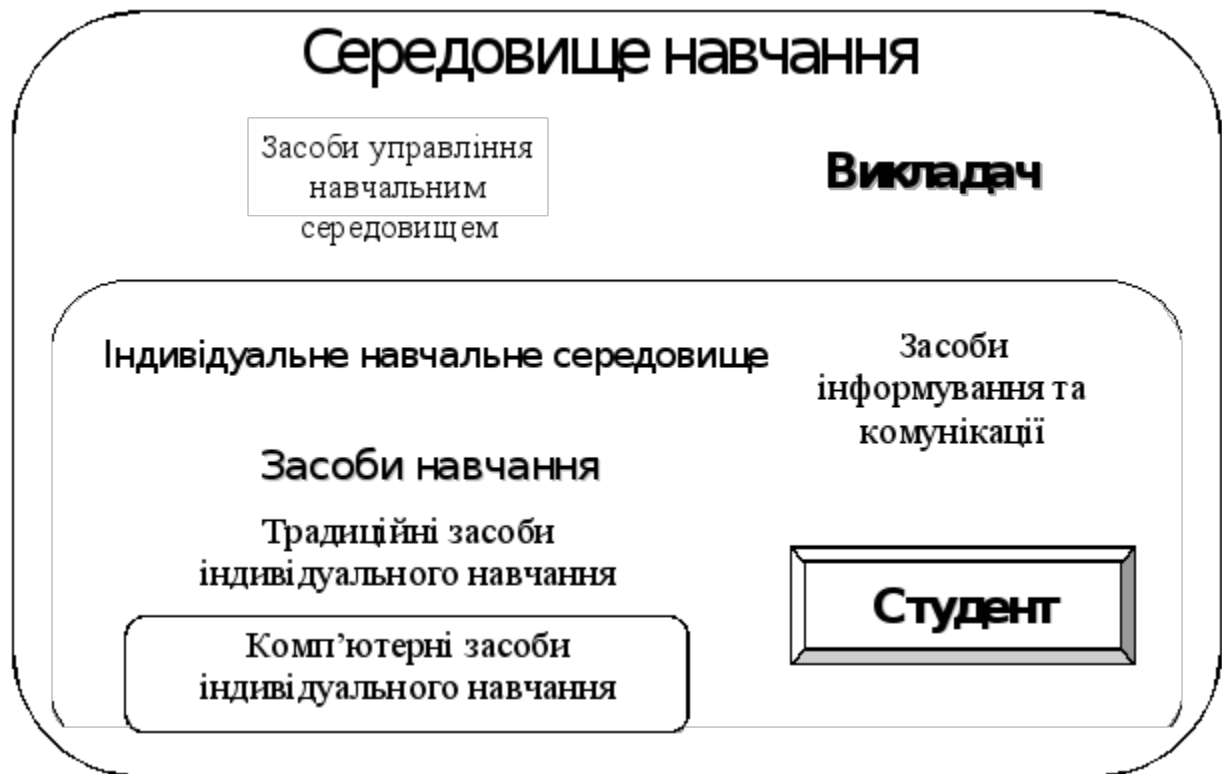 Середовище навчання
Засоби управління
навчальним
середовищем
Викладач
Індивідуальне навчальне середовище
Засоби
інформування та
комунікації
Засоби навчання
Традиційні засоби
індивідуального навчання
Студент
Комп’ютерні засоби
індивідуального навчання